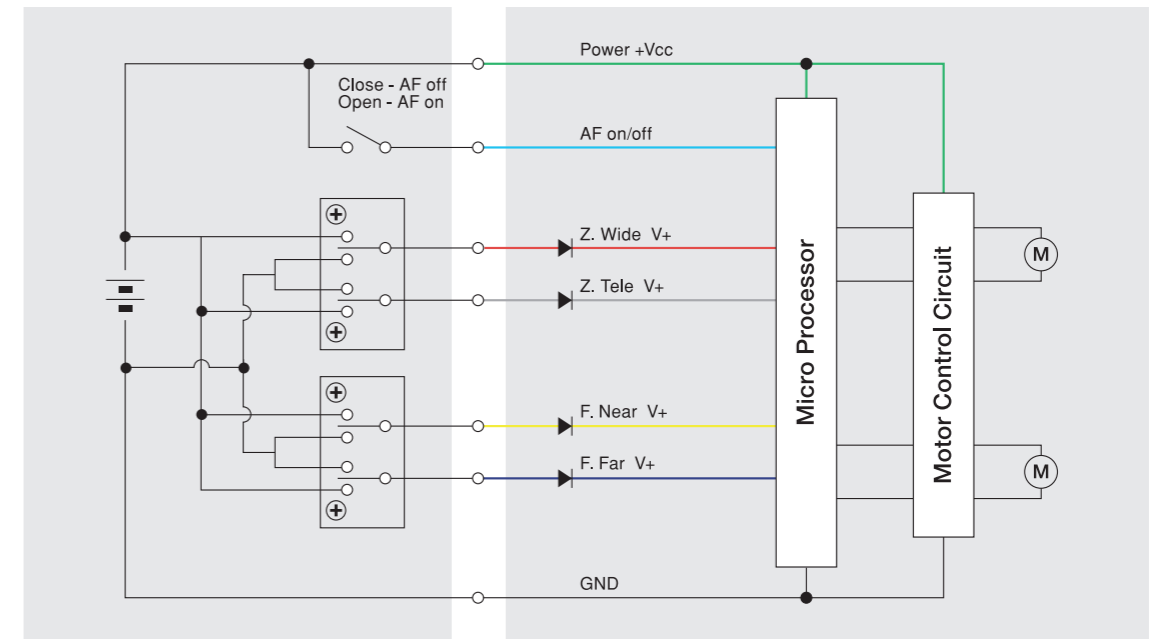 Power +Vcc
Close - AF off
Open - AF on
AF on/off
Z. Wide V+
Z. Tele V+
F. Near V+
F. Far V+
GND
Micro Processor
Motor Control Circuit
M
M